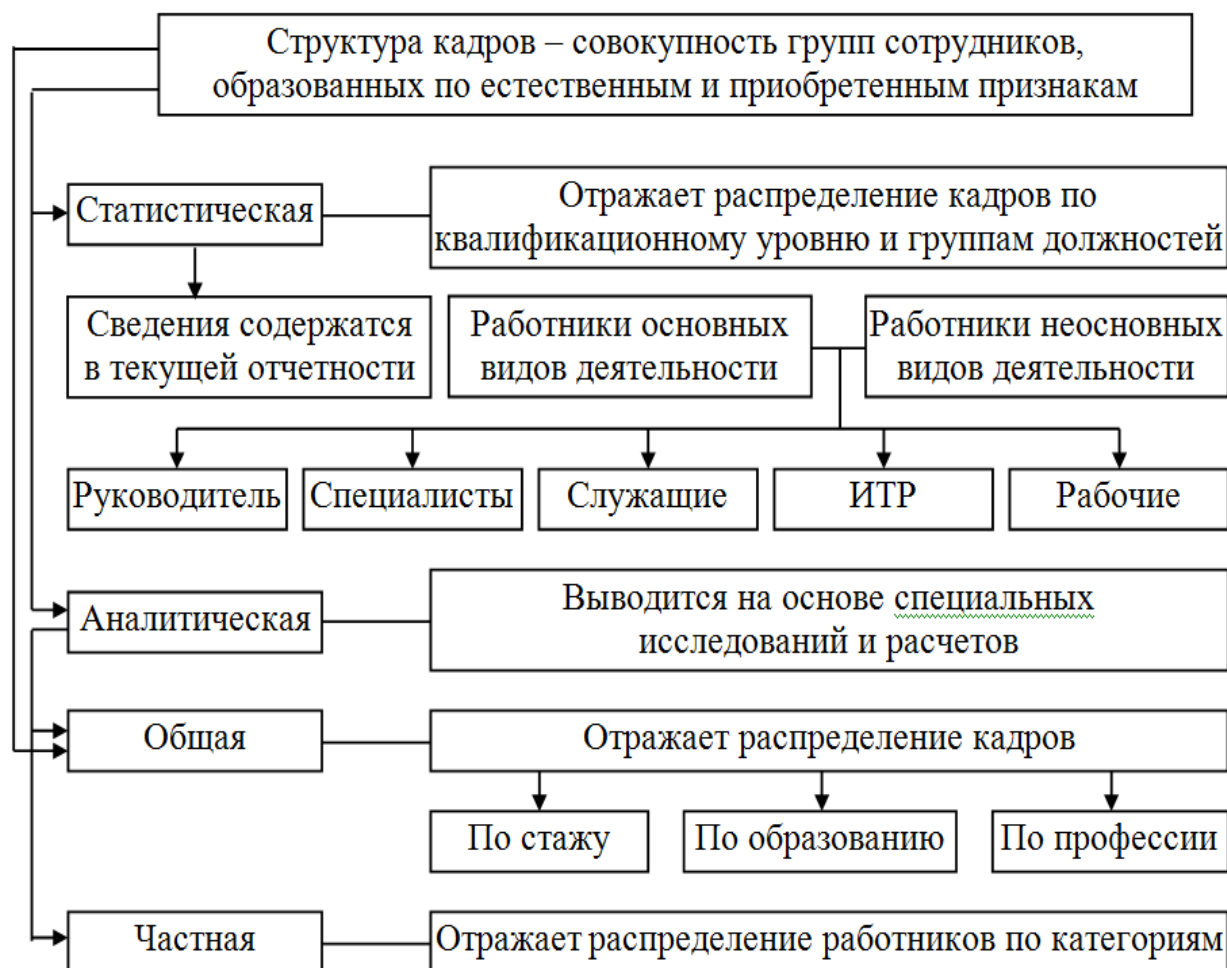 Структура кадров – совокупность групп сотрудников,
образованных по естественным и приобретенным признакам
Статистическая
Отражает распределение кадров по
квалификационному уровню и группам должностей
Сведения содержатся
в текущей отчетности
Работники основных
видов деятельности
Работники неосновных
видов деятельности
Руководитель
Специалисты
Служащие
ИТР
Рабочие
Аналитическая
Выводится на основе специальных
исследований и расчетов
Общая
Отражает распределение кадров
По стажу
По образованию
По профессии
Частная
Отражает распределение работников по категориям